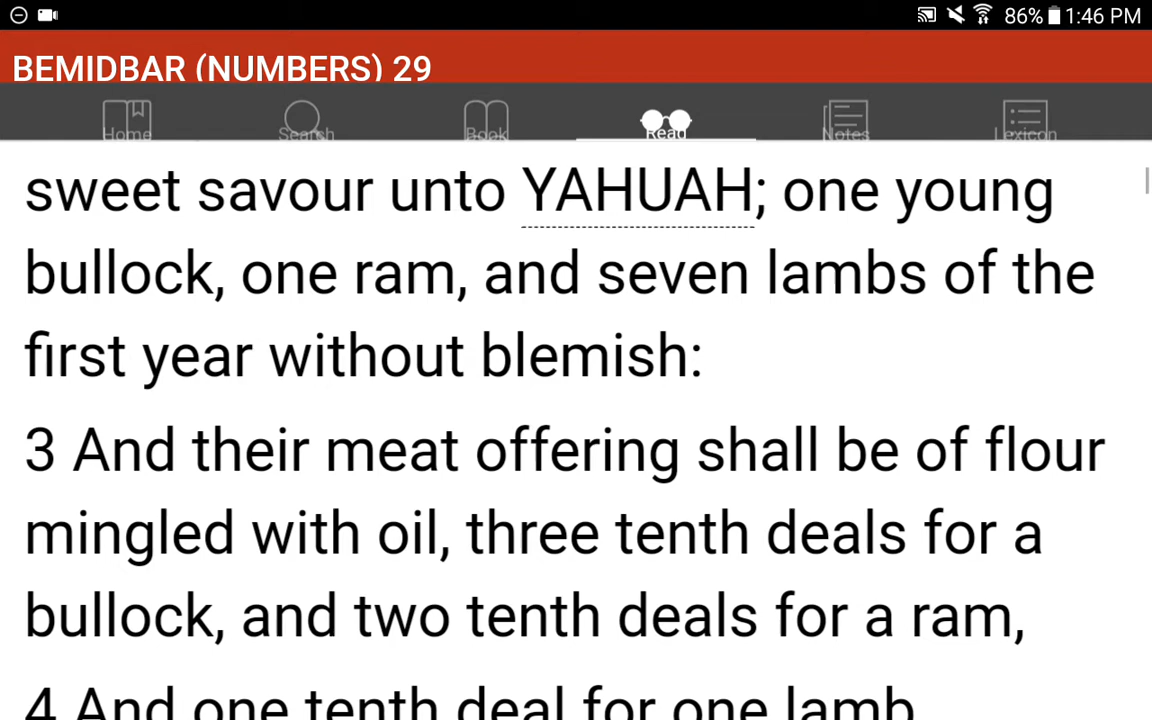 86% 1:46 PM
BEMIDBAR (NUMBERS) 29
Home Search Book Read Notes Lexicon
sweet savour unto YAHUAH; one young
bullock, one ram, and seven lambs of the
first year without blemish:
3 And their meat offering shall be of flour
mingled with oil, three tenth deals for a
bullock, and two tenth deals for a ram,
4 And one tenth deal for one lamb